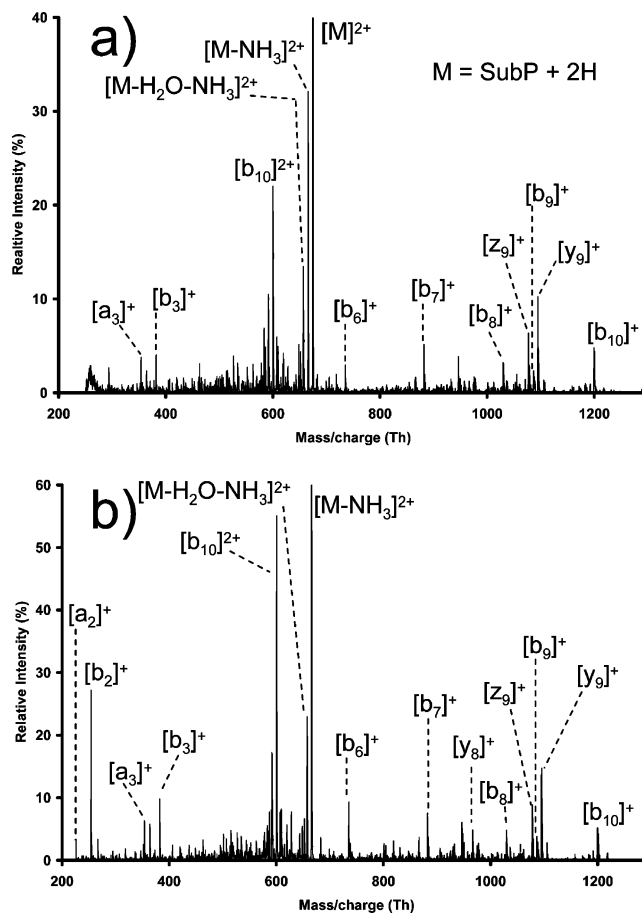 a)
[M]²⁺
[M-NH₃]²⁺
[M-H₂O-NH₃]²⁺
M = SubP + 2H
[b₁₀]²⁺
[b₉]⁺
[z₉]⁺
[y₉]⁺
[a₃]⁺
[b₃]⁺
[b₆]⁺
[b₇]⁺
[b₈]⁺
[b₁₀]⁺
Realtive Intensity (%)
40
30
20
10
0
200 400 600 800 1000 1200
Mass/charge (Th)
b)
[M-H₂O-NH₃]²⁺
[M-NH₃]²⁺
[b₁₀]²⁺
[a₂]⁺
[b₂]⁺
[b₉]⁺
[z₉]⁺
[y₉]⁺
[a₃]⁺
[b₃]⁺
[b₆]⁺
[b₇]⁺
[y₈]⁺
[b₈]⁺
[b₁₀]⁺
Relative Intensity (%)
60
50
40
30
20
10
0
200 400 600 800 1000 1200
Mass/charge (Th)